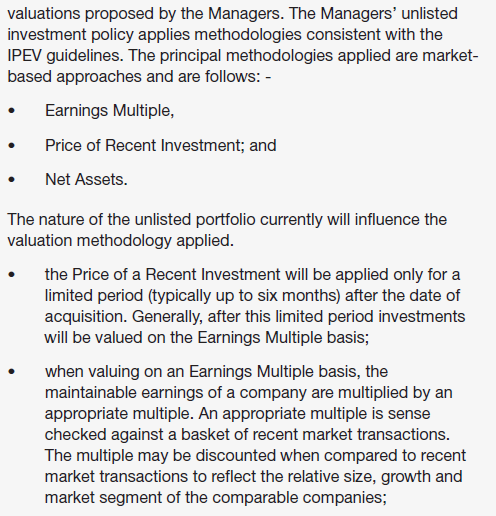 valuations proposed by the Managers. The Managers’ unlisted
investment policy applies methodologies consistent with the
IPEV guidelines. The principal methodologies applied are market-
based approaches and are follows: -
• Earnings Multiple,
• Price of Recent Investment; and
• Net Assets.
The nature of the unlisted portfolio currently will influence the
valuation methodology applied.
• the Price of a Recent Investment will be applied only for a
limited period (typically up to six months) after the date of
acquisition. Generally, after this limited period investments
will be valued on the Earnings Multiple basis;
• when valuing on an Earnings Multiple basis, the
maintainable earnings of a company are multiplied by an
appropriate multiple. An appropriate multiple is sense
checked against a basket of recent market transactions.
The multiple may be discounted when compared to recent
market transactions to reflect the relative size, growth and
market segment of the comparable companies;